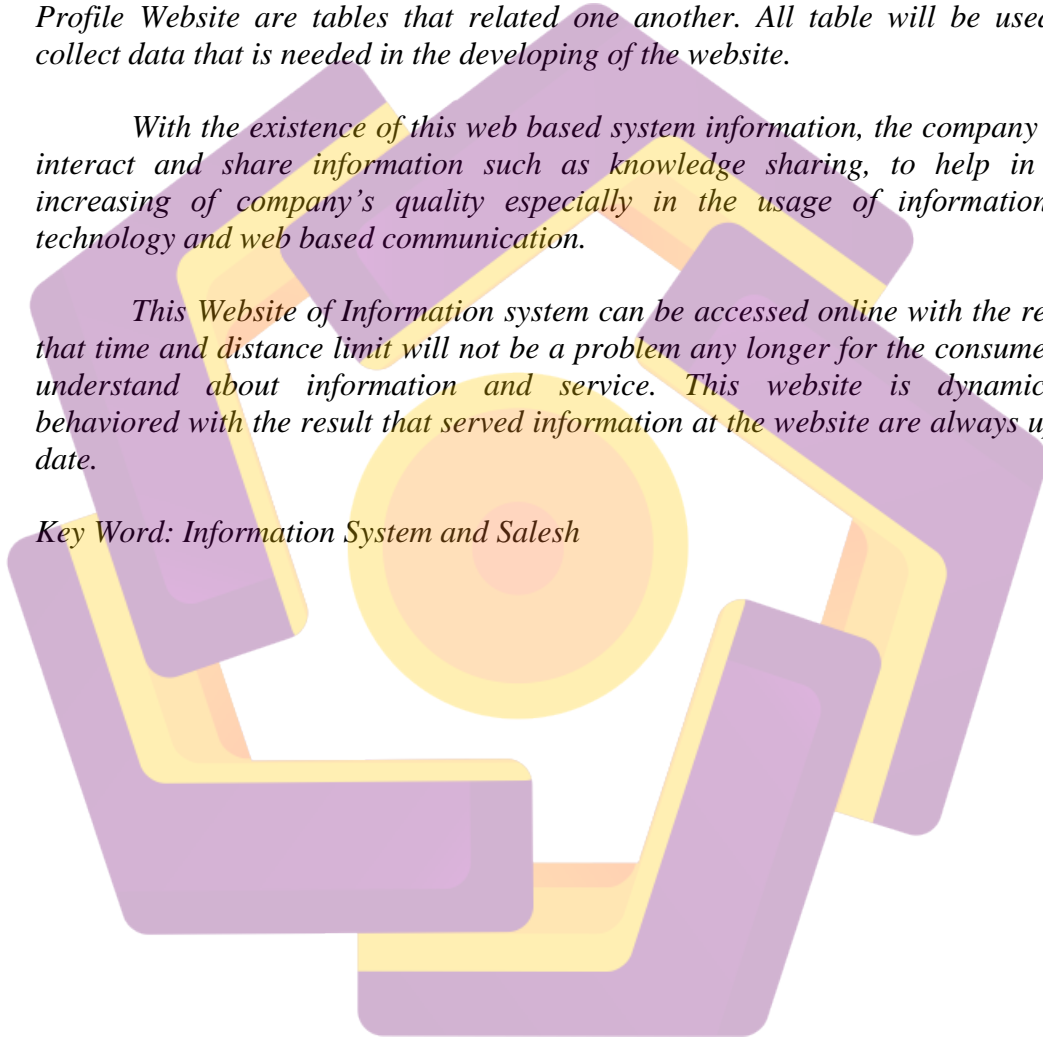 Profile Website are tables that related one another. All table will be used
collect data that is needed in the developing of the website.
With the existence of this web based system information, the company
interact and share information such as knowledge sharing, to help in
increasing of company's quality especially in the usage of information
technology and web based communication.
This Website of Information system can be accessed online with the re
that time and distance limit will not be a problem any longer for the consume
understand about information and service. This website is dynamic
behaviored with the result that served information at the website are always u
date.
Key Word: Information System and Salesh